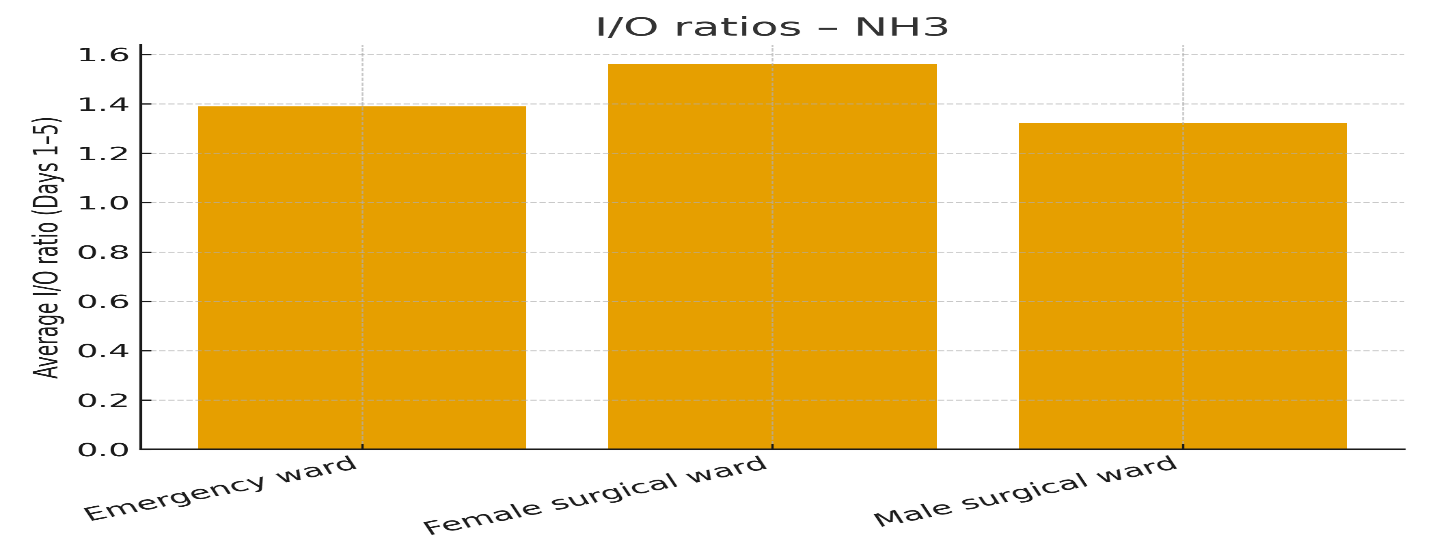 I/O ratios – NH3
Average I/O ratio (Days 1–5)
1.6
1.4
1.2
1.0
0.8
0.6
0.4
0.2
0.0
Emergency ward
Female surgical ward
Male surgical ward